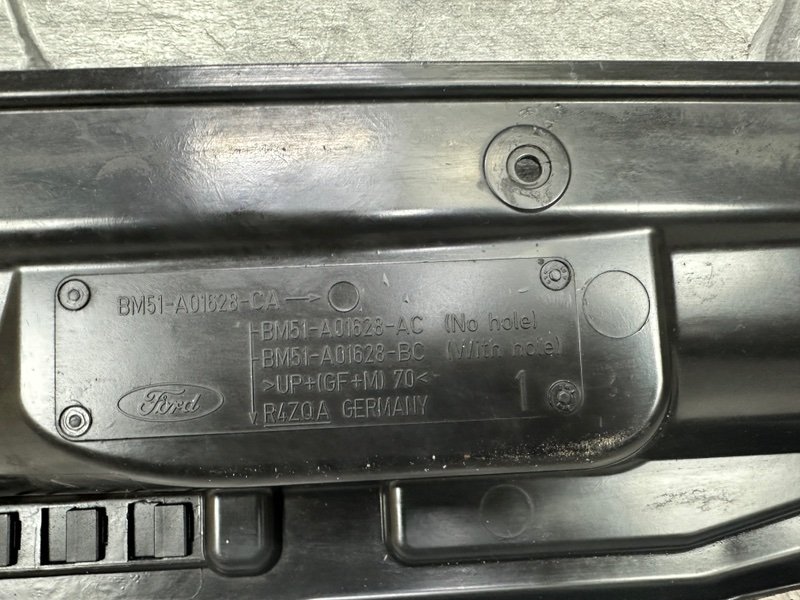 BM51-A01628-CA
BM51-A01628-AC (No hole)
BM51-A01628-BC (With hole)
>UP+(GF+M) 70<
1
Ford
R4ZQA GERMANY